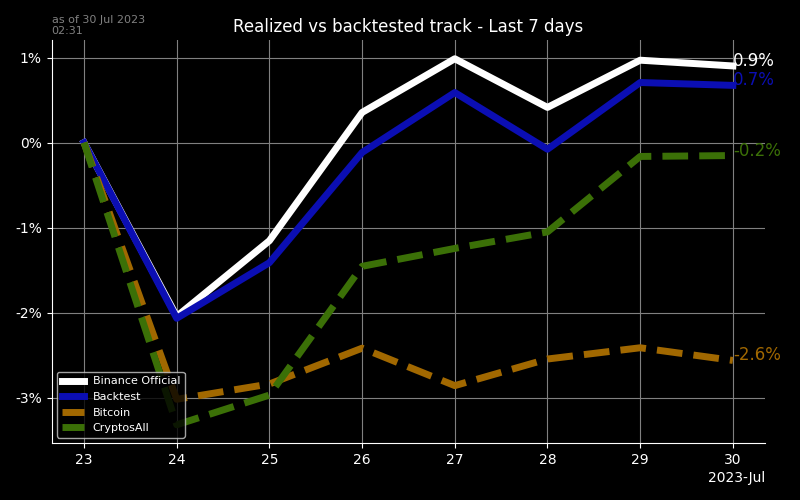 as of 30 Jul 2023
02:31
Realized vs backtested track - Last 7 days
1%
0%
-1%
-2%
-3%
0.9%
0.7%
-0.2%
-2.6%
Binance Official
Backtest
Bitcoin
CryptosAll
23 24 25 26 27 28 29 30
2023-Jul